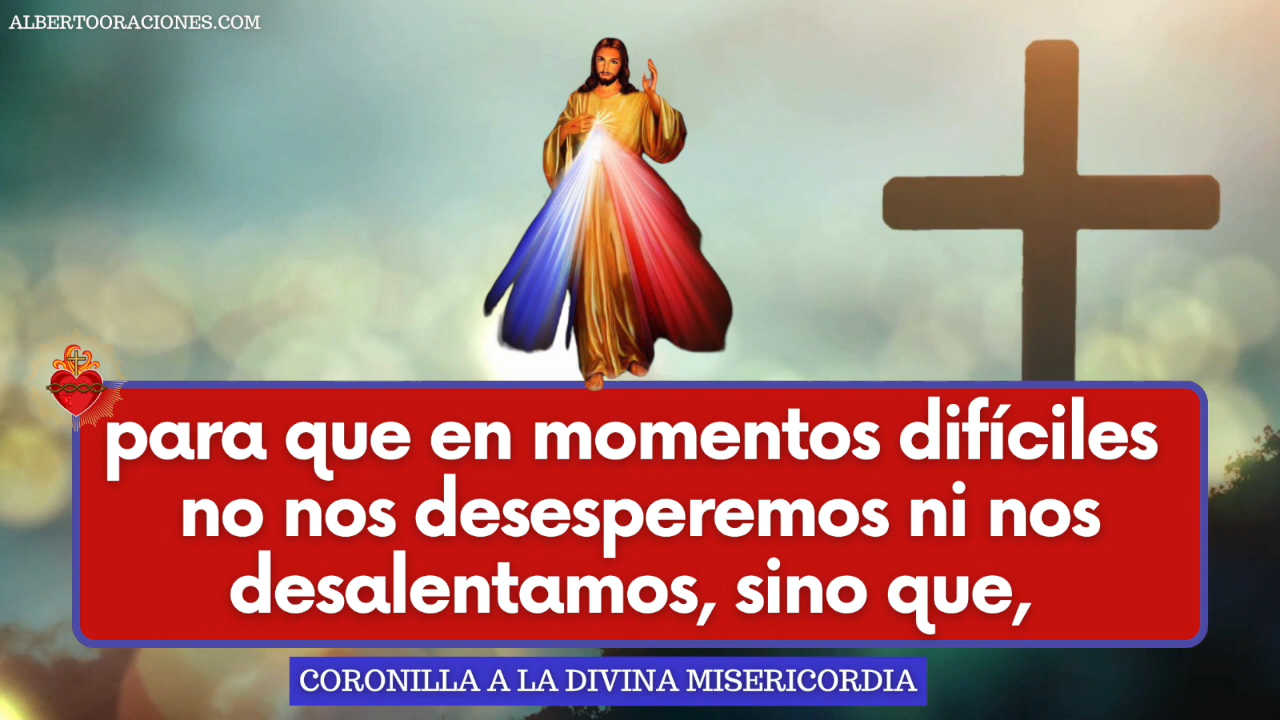 ALBERTOORACIONES.COM
para que en momentos difíciles
no nos desesperemos ni nos
desalentamos, sino que,
CORONILLA A LA DIVINA MISERICORDIA